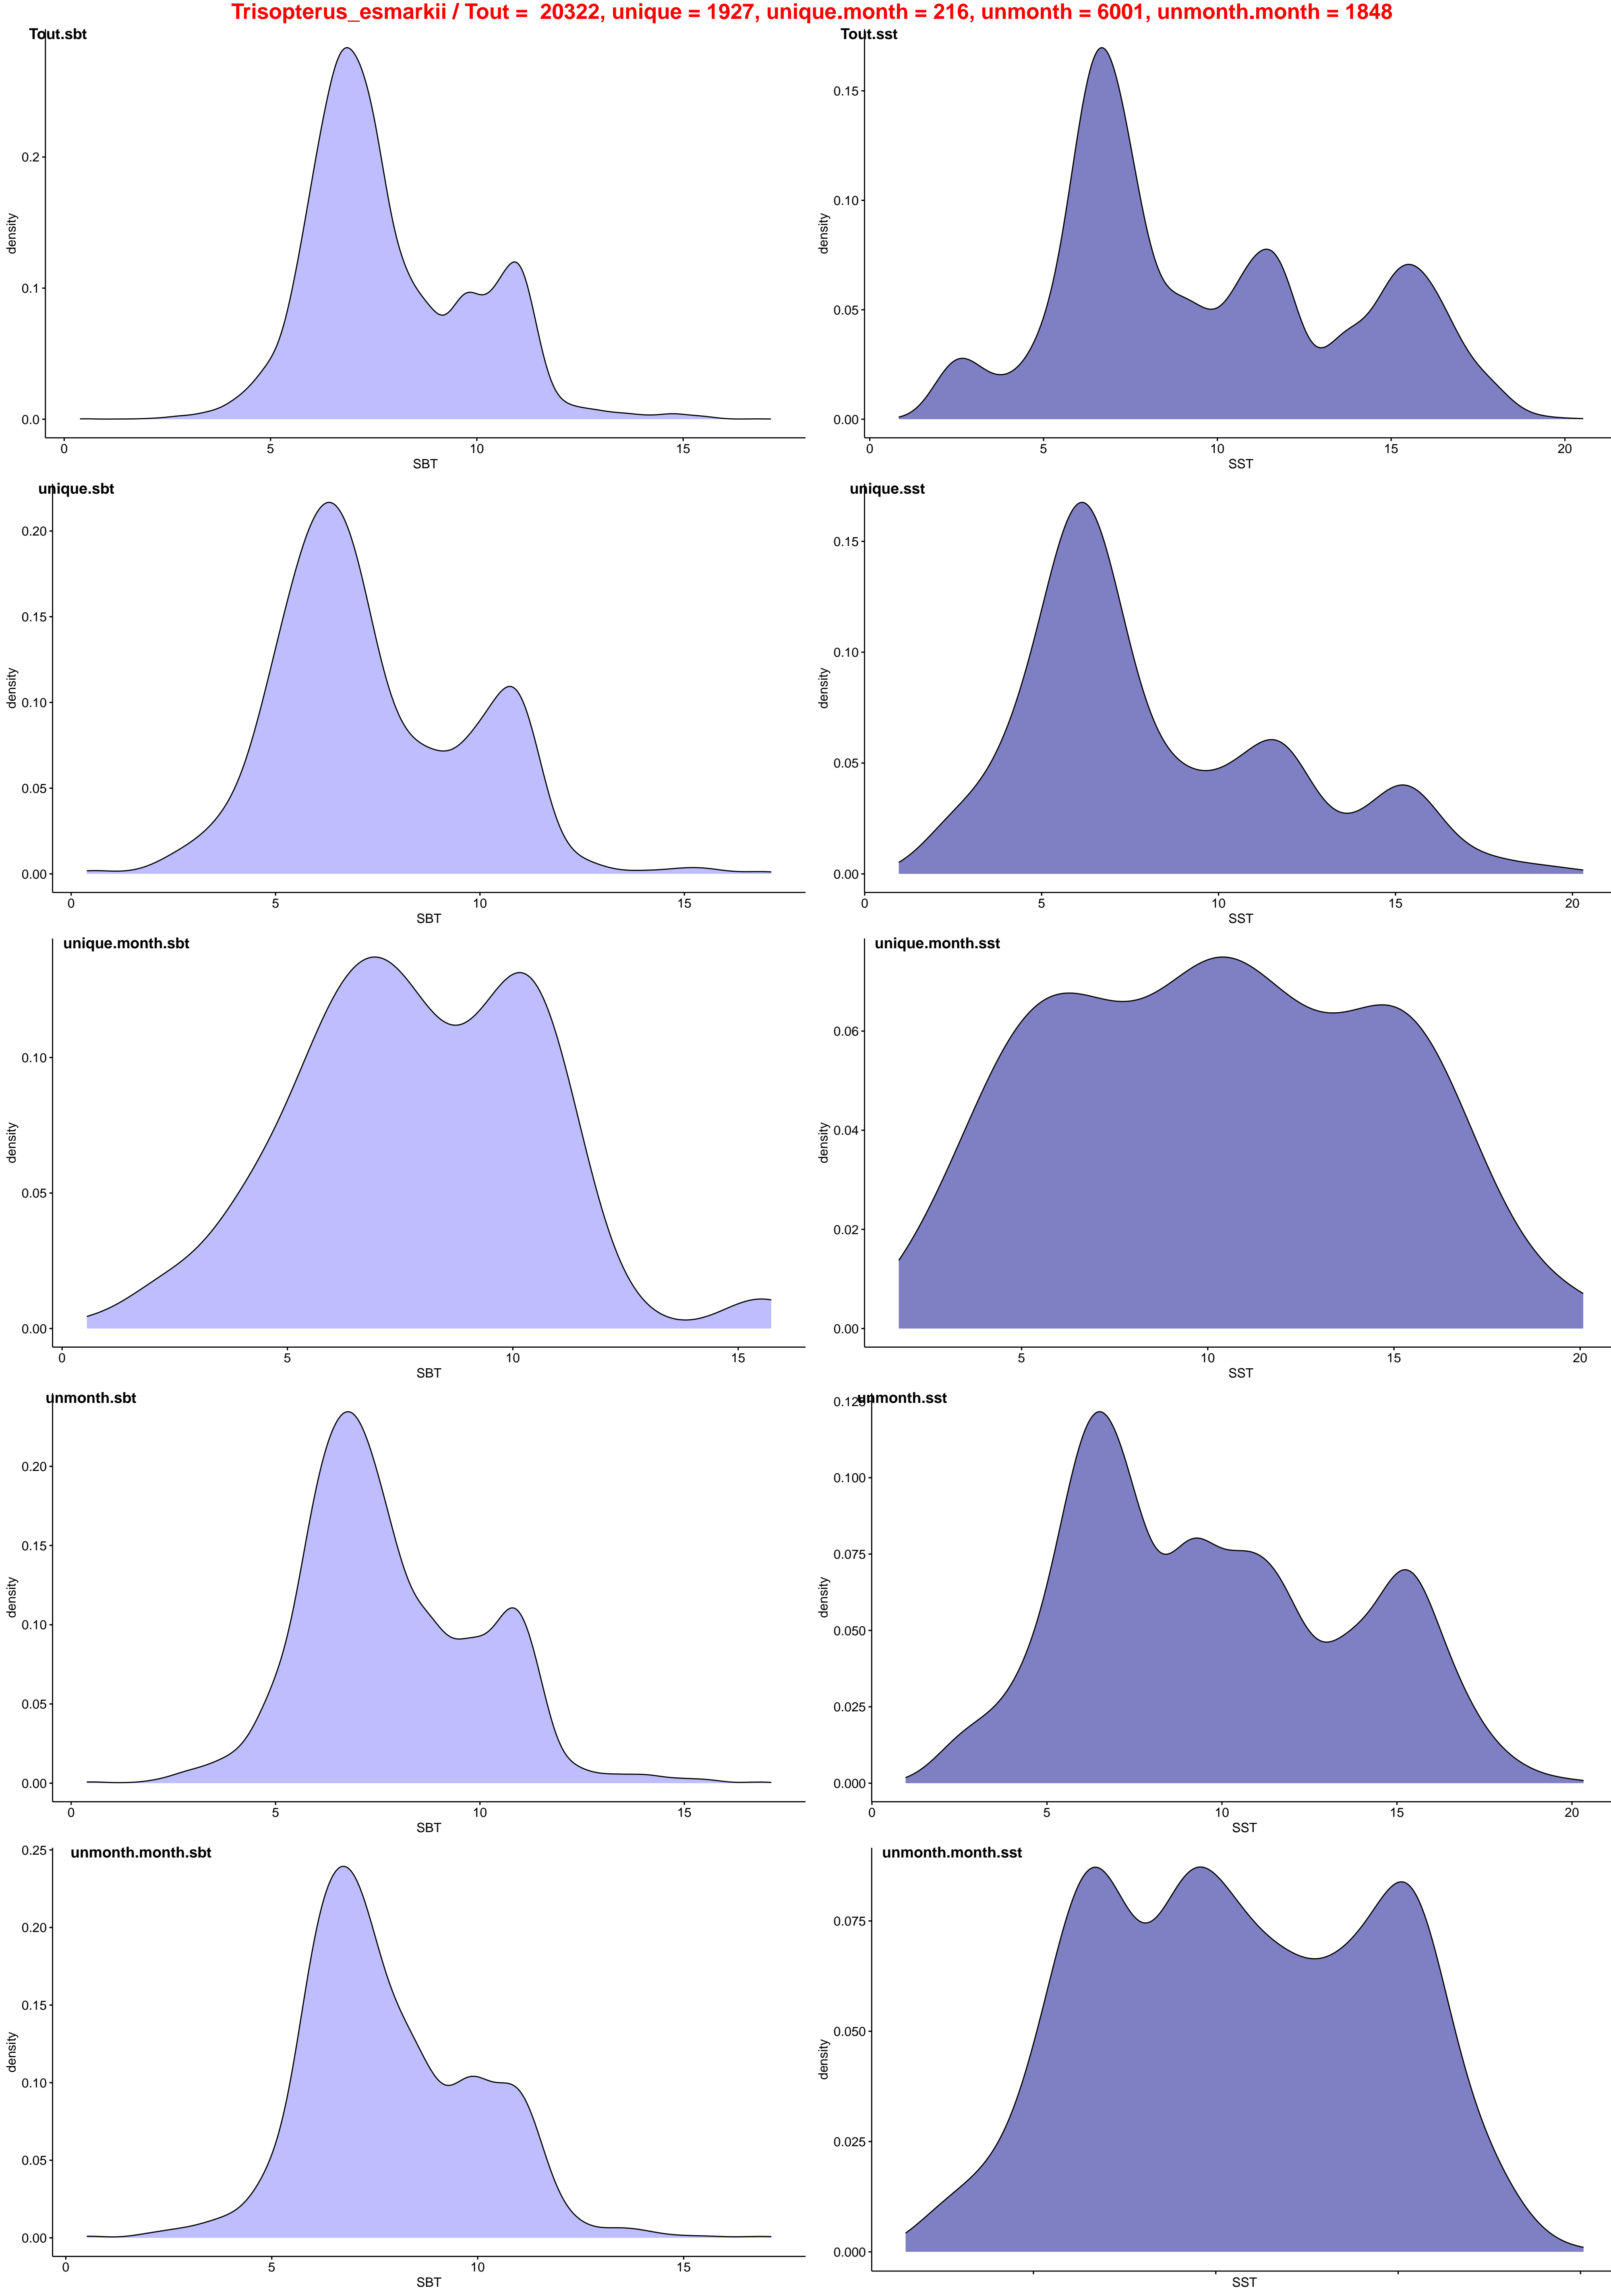 Trisopterus_esmarkii / Tout =  20322, unique = 1927, unique.month = 216, unmonth = 6001, unmonth.month = 1848
Tout.sbt
0.2
0.1
0.0
density
0 5 10 15
SBT
Tout.sst
0.15
0.10
0.05
0.00
density
0 5 10 15 20
SST
unique.sbt
0.20
0.15
0.10
0.05
0.00
density
0 5 10 15
SBT
unique.sst
0.15
0.10
0.05
0.00
density
0 5 10 15 20
SST
unique.month.sbt
0.10
0.05
0.00
density
0 5 10 15
SBT
unique.month.sst
0.06
0.04
0.02
0.00
density
5 10 15 20
SST
unmonth.sbt
0.20
0.15
0.10
0.05
0.00
density
0 5 10 15
SBT
unmonth.sst
0.125
0.100
0.075
0.050
0.025
0.000
density
0 5 10 15 20
SST
unmonth.month.sbt
0.25
0.20
0.15
0.10
0.05
0.00
density
0 5 10 15
SBT
unmonth.month.sst
0.075
0.050
0.025
0.000
density
SST